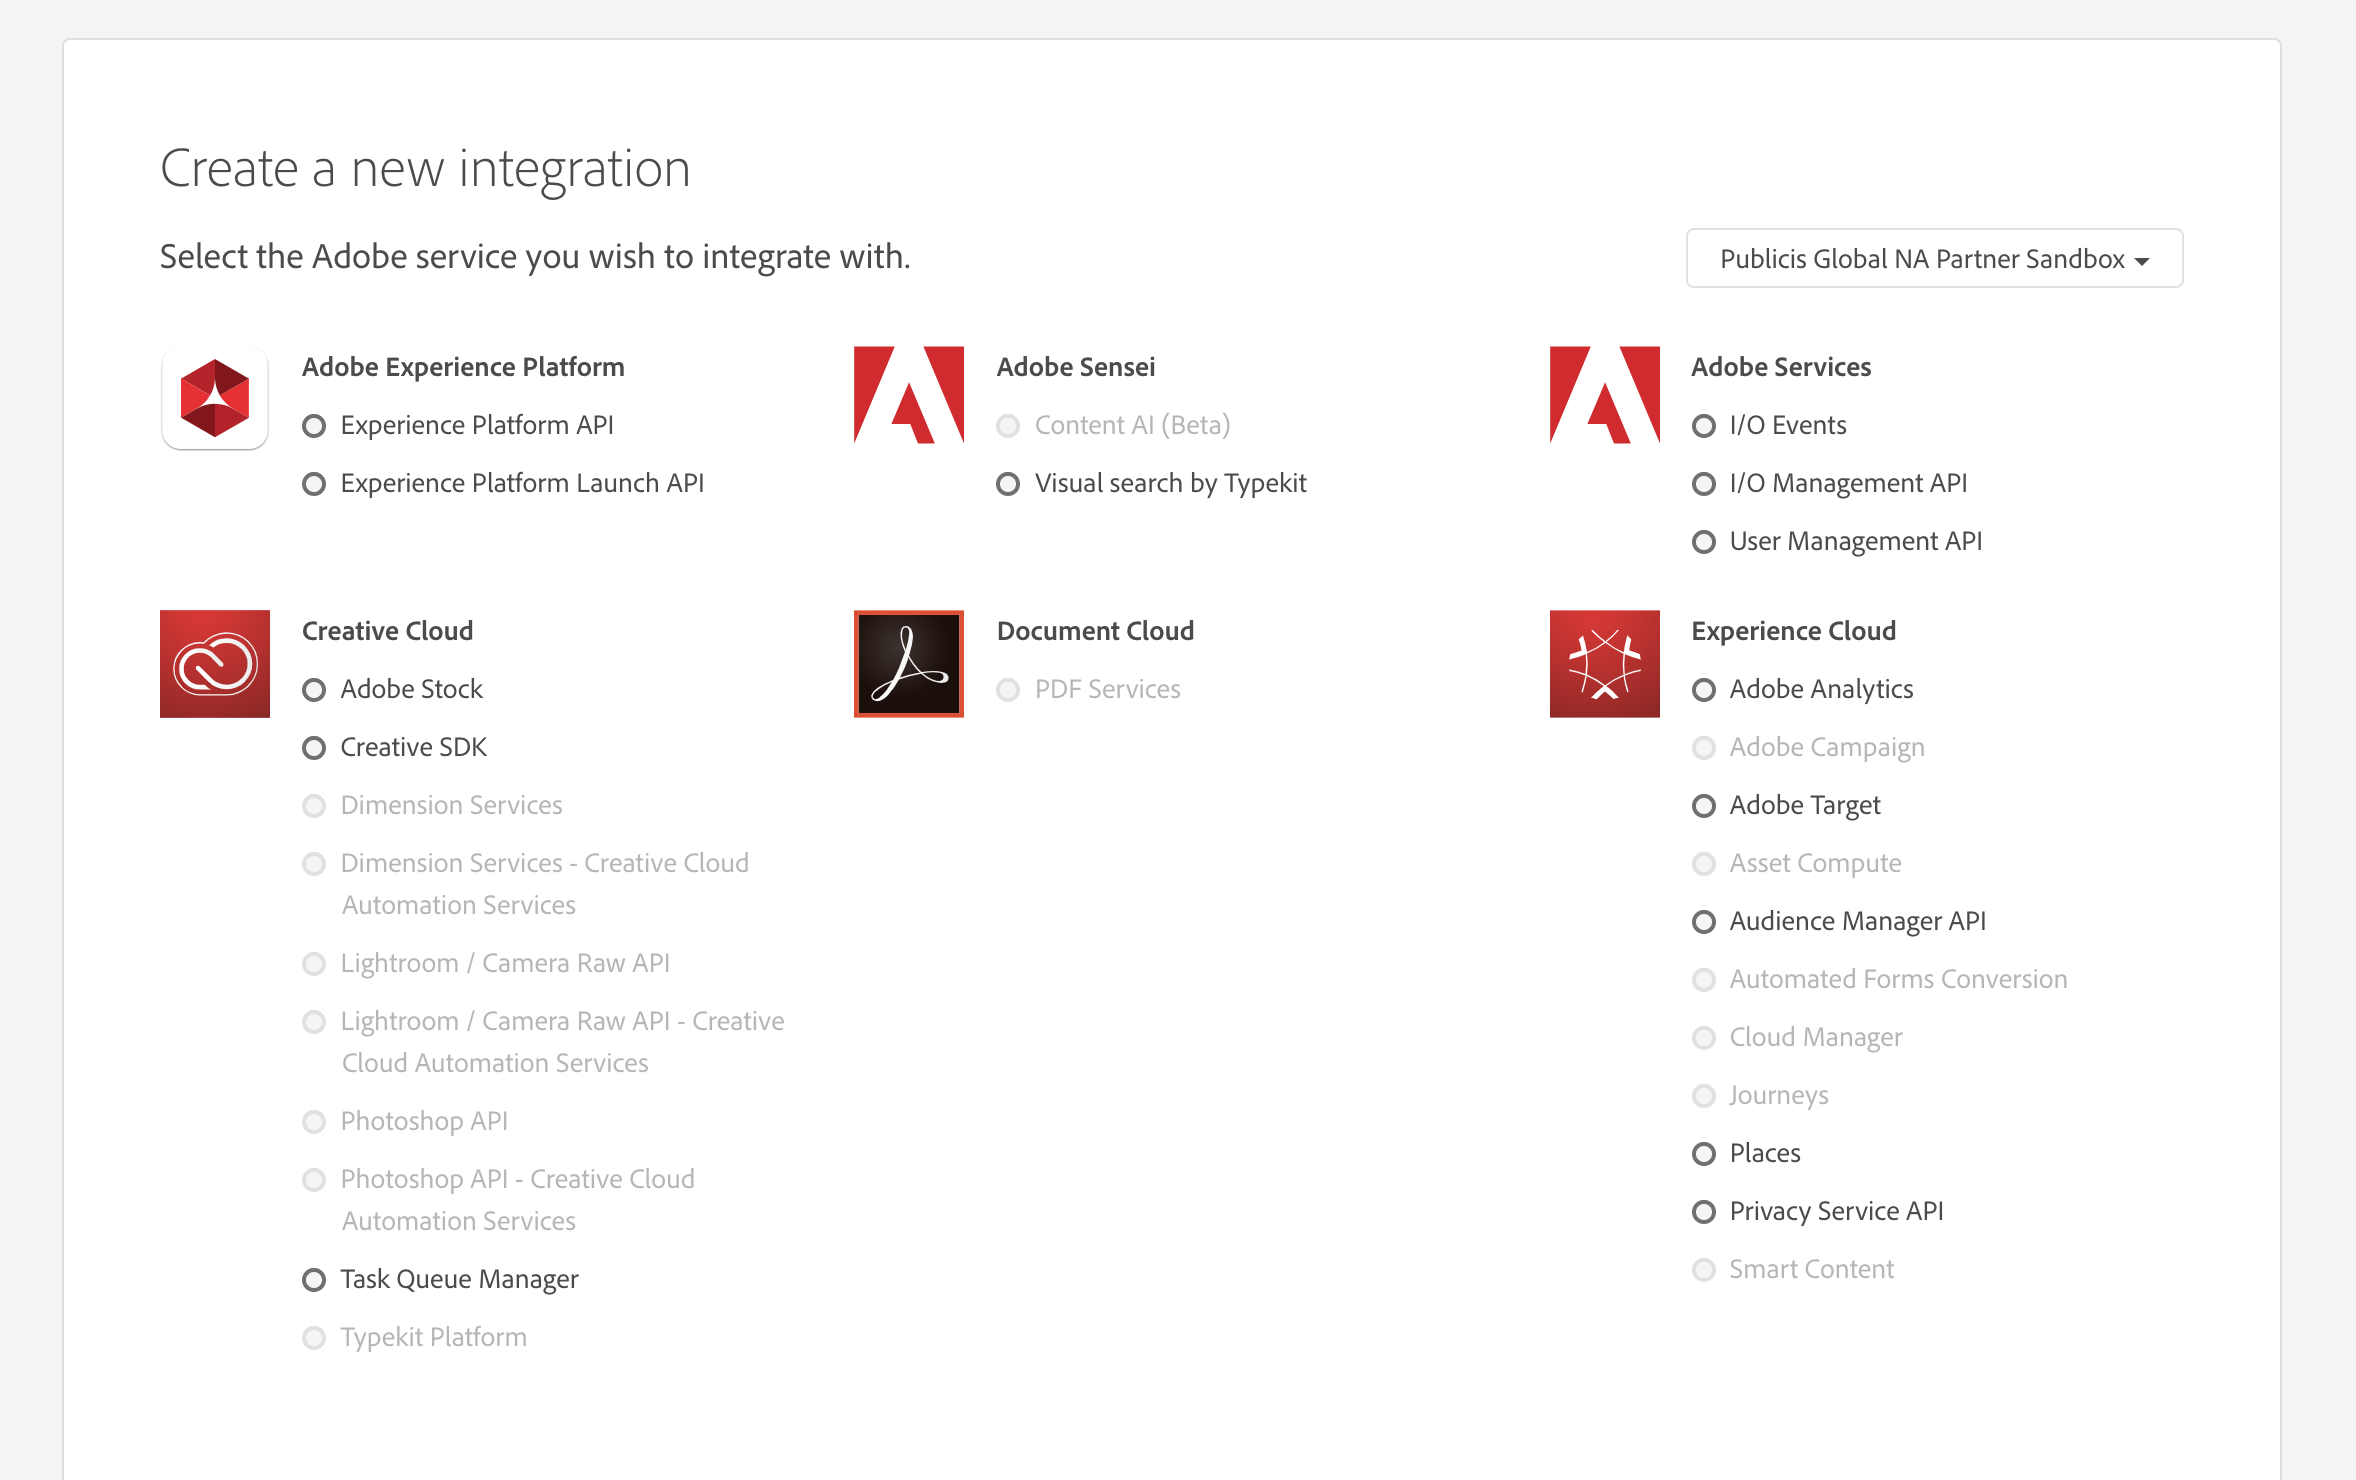 Create a new integration
Select the Adobe service you wish to integrate with.
Publicis Global NA Partner Sandbox
Adobe Experience Platform
Experience Platform API
Experience Platform Launch API
Adobe Sensei
Content AI (Beta)
Visual search by Typekit
Adobe Services
I/O Events
I/O Management API
User Management API
Creative Cloud
Adobe Stock
Creative SDK
Dimension Services
Dimension Services - Creative Cloud
Automation Services
Lightroom / Camera Raw API
Lightroom / Camera Raw API - Creative
Cloud Automation Services
Photoshop API
Photoshop API - Creative Cloud
Automation Services
Task Queue Manager
Typekit Platform
Document Cloud
PDF Services
Experience Cloud
Adobe Analytics
Adobe Campaign
Adobe Target
Asset Compute
Audience Manager API
Automated Forms Conversion
Cloud Manager
Journeys
Places
Privacy Service API
Smart Content